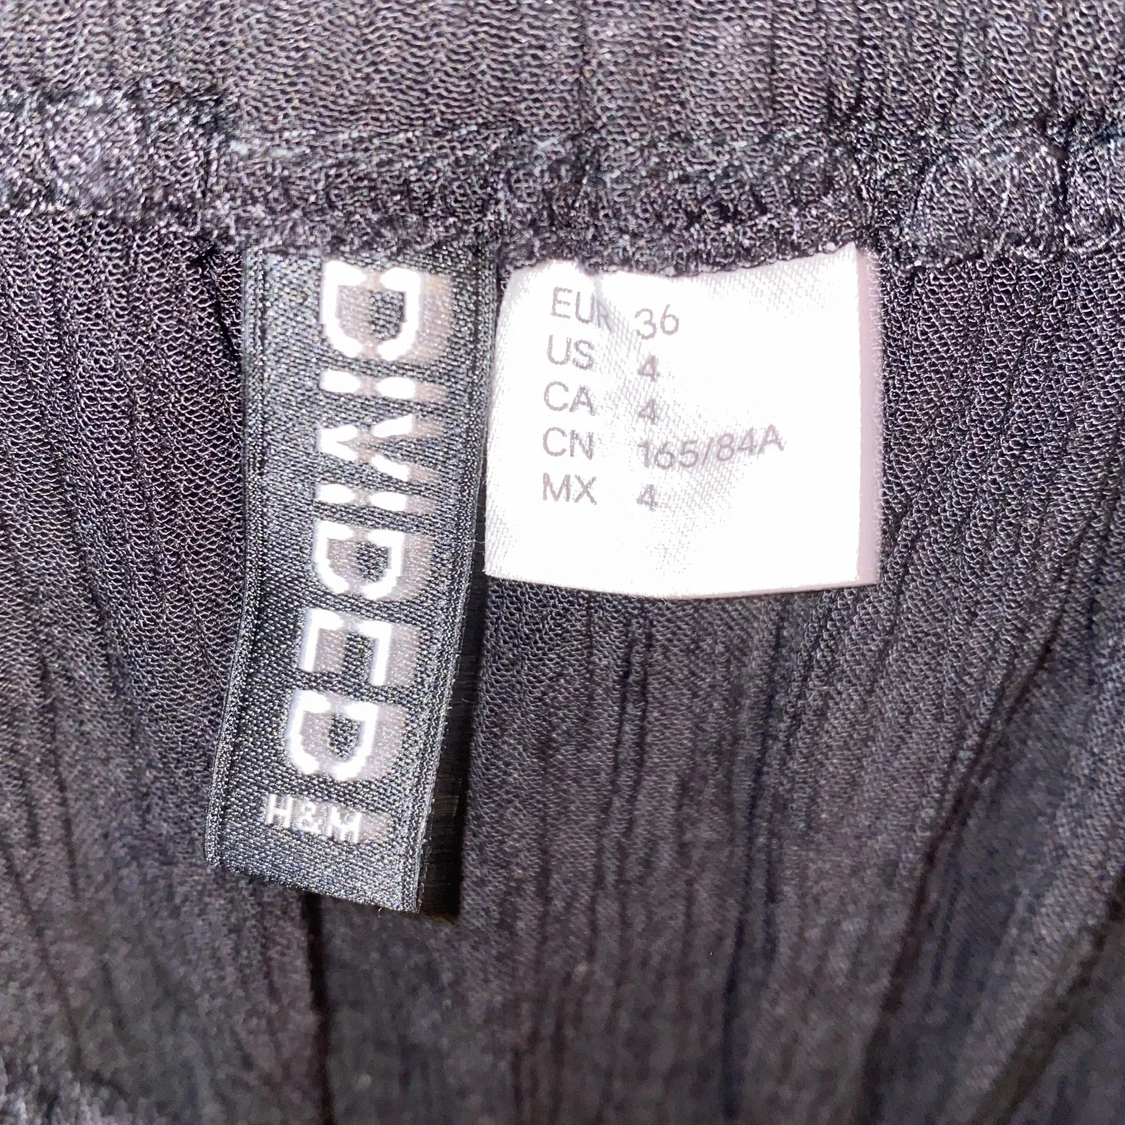 DIVIDED
H&M
EUR 36
US 4
CA 4
CN 165/84A
MX 4